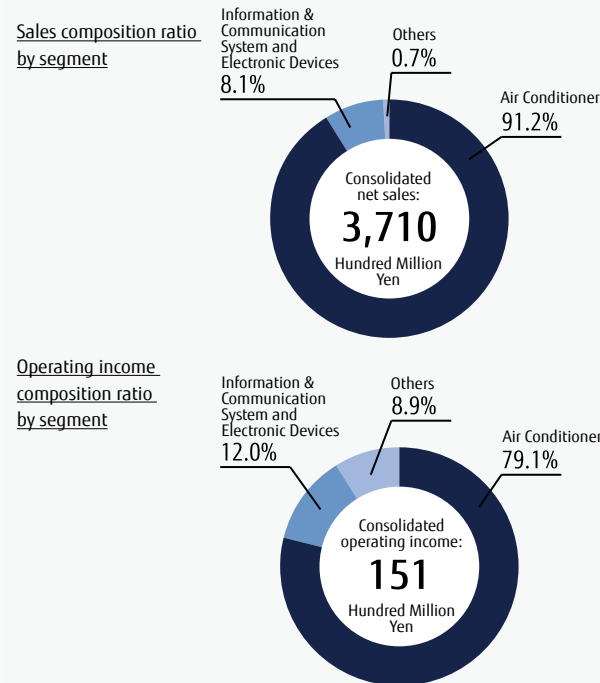 Sales composition ratio
by segment
Information &
Communication
System and
Electronic Devices
8.1%
Others
0.7%
Air Conditioner
91.2%
Consolidated
net sales:
3,710
Hundred Million
Yen
Operating income
composition ratio
by segment
Information &
Communication
System and
Electronic Devices
12.0%
Others
8.9%
Air Conditioner
79.1%
Consolidated
operating income:
151
Hundred Million
Yen